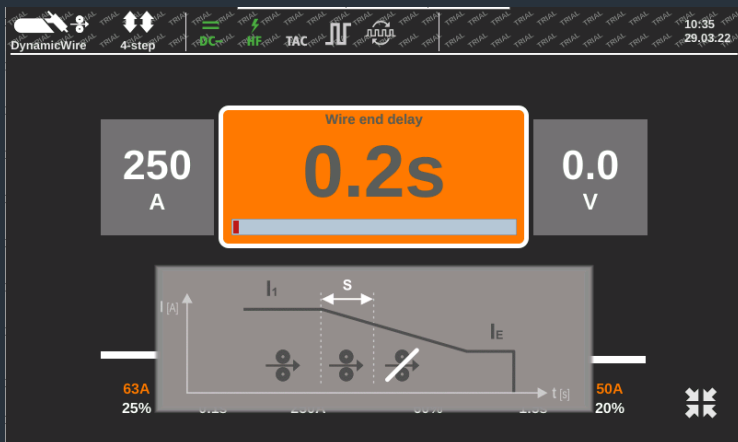 DynamicWire
4-step
DC-
HF
TAC
TRIAL
10:35
29.03.22
Wire end delay
250
A
0.2s
0.0
V
I₁
S
I [A]
IE
t [s]
63A
25%
50A
20%